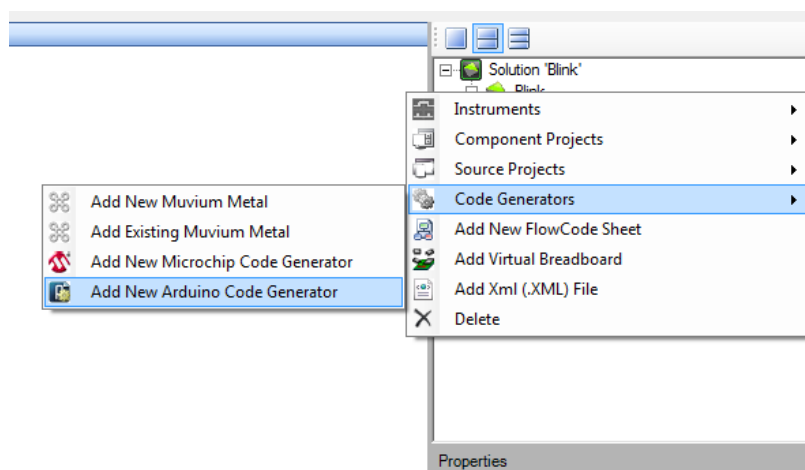 Solution 'Blink'
Blink
Instruments
Component Projects
Source Projects
Code Generators
Add New FlowCode Sheet
Add Virtual Breadboard
Add Xml (.XML) File
Delete
Add New Muvium Metal
Add Existing Muvium Metal
Add New Microchip Code Generator
Add New Arduino Code Generator
Properties